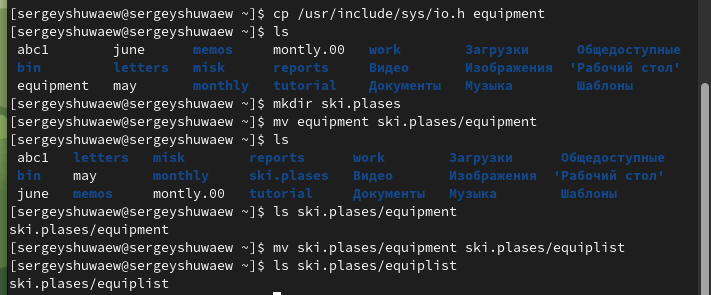 [sergeyshuwaew@sergeyshuwaew ~]$ cp /usr/include/sys/io.h equipment
[sergeyshuwaew@sergeyshuwaew ~]$ ls
abc1 june memos montly.00 work Загрузки Общедоступные
bin letters misk reports Видео Изображения 'Рабочий стол'
equipment may monthly tutorial Документы Музыка Шаблоны
[sergeyshuwaew@sergeyshuwaew ~]$ mkdir ski.plases
[sergeyshuwaew@sergeyshuwaew ~]$ mv equipment ski.plases/equipment
[sergeyshuwaew@sergeyshuwaew ~]$ ls
abc1 letters misk reports work Загрузки Общедоступные
bin may monthly ski.plases Видео Изображения 'Рабочий стол'
june memos montly.00 tutorial Документы Музыка Шаблоны
[sergeyshuwaew@sergeyshuwaew ~]$ ls ski.plases/equipment
ski.plases/equipment
[sergeyshuwaew@sergeyshuwaew ~]$ mv ski.plases/equipment ski.plases/equiplist
[sergeyshuwaew@sergeyshuwaew ~]$ ls ski.plases/equiplist
ski.plases/equiplist